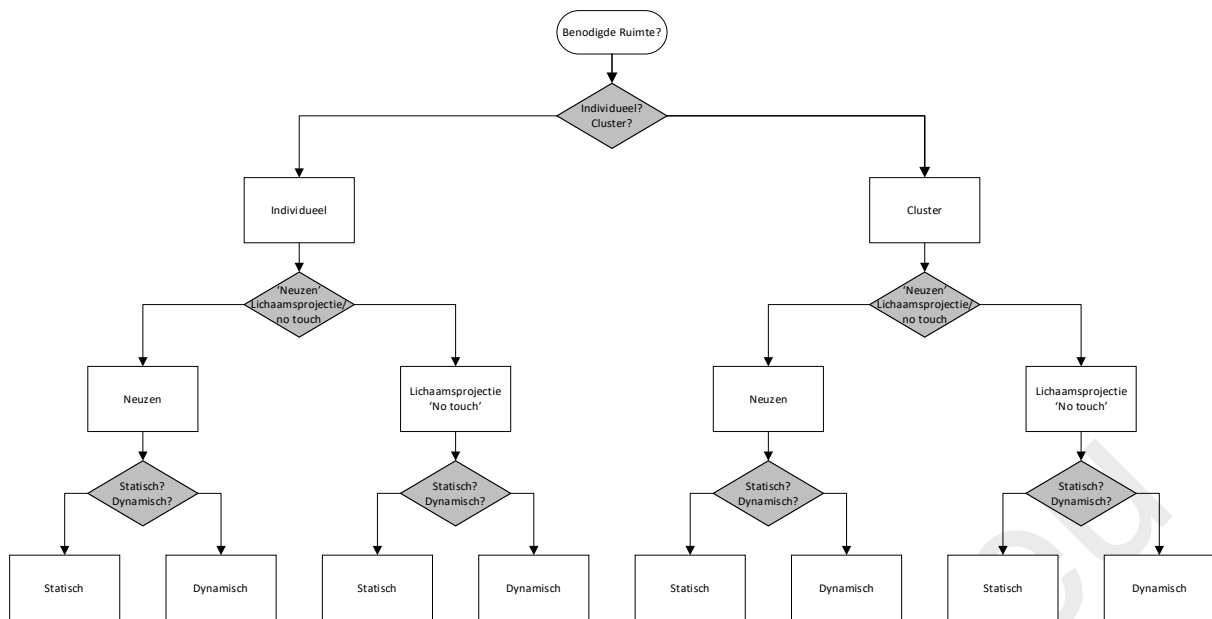 Benodigde Ruimte?
Individueel?
Cluster?
Individueel
Cluster
'Neuzen'
Lichaamsprojectie/
no touch
'Neuzen'
Lichaamsprojectie/
no touch
Neuzen
Lichaamsprojectie
'No touch'
Neuzen
Lichaamsprojectie
'No touch'
Statisch?
Dynamisch?
Statisch?
Dynamisch?
Statisch?
Dynamisch?
Statisch?
Dynamisch?
Statisch
Dynamisch
Statisch
Dynamisch
Statisch
Dynamisch
Statisch
Dynamisch